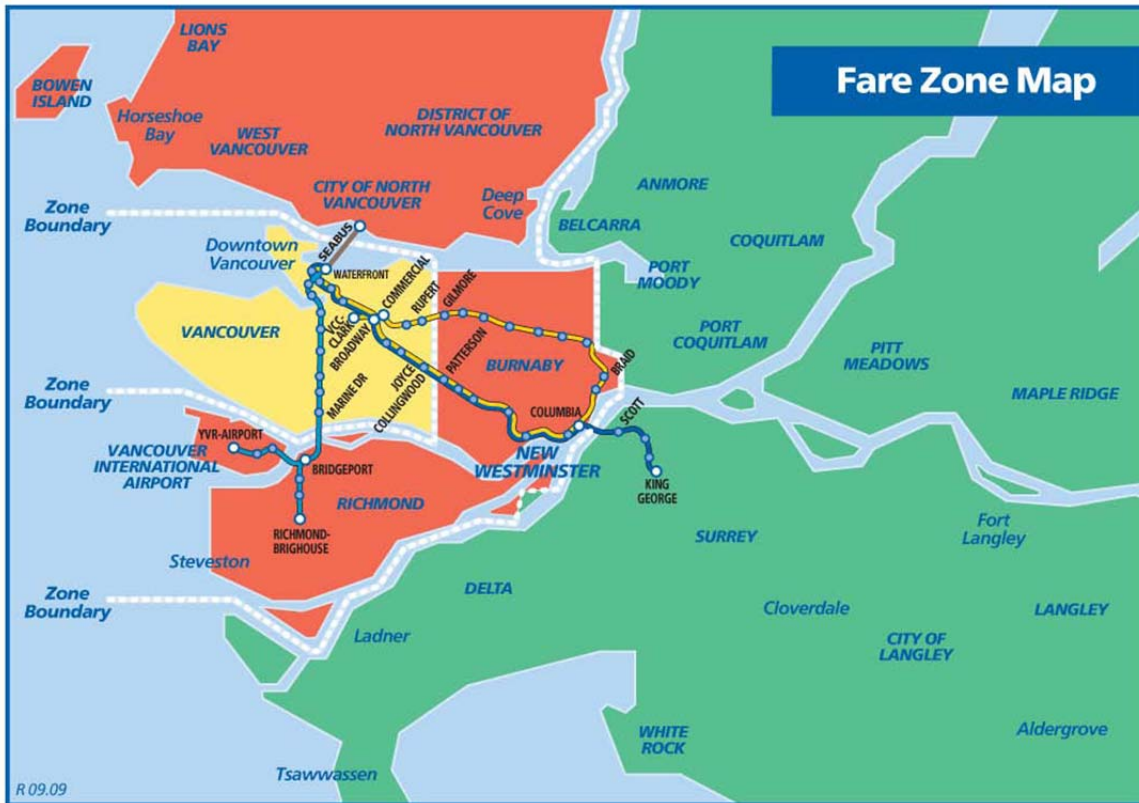 Fare Zone Map
LIONS
BAY
BOWEN
ISLAND
Horseshoe
Bay
WEST
VANCOUVER
DISTRICT OF
NORTH VANCOUVER
CITY OF NORTH
VANCOUVER
Deep
Cove
ANMORE
BELCARRA
COQUITLAM
PORT
MOODY
Zone
Boundary
Downtown
Vancouver
SEABUS
WATERFRONT
COMMERCIAL
RUPERT
GILMORE
VANCOUVER
VCC-
CLARK
BROADWAY
PATTERSON
BURNABY
BRAID
PORT
COQUITLAM
PITT
MEADOWS
MAPLE RIDGE
Zone
Boundary
MARINE DR
JOYCE
COLLINGWOOD
COLUMBIA
SCOTT
YVR-AIRPORT
VANCOUVER
INTERNATIONAL
AIRPORT
BRIDGEPORT
NEW
WESTMINSTER
KING
GEORGE
RICHMOND
RICHMOND-
BRIGHOUSE
SURREY
Fort
Langley
Steveston
Zone
Boundary
DELTA
Cloverdale
LANGLEY
Ladner
CITY OF
LANGLEY
WHITE
ROCK
Aldergrove
Tsawwassen
R 09.09